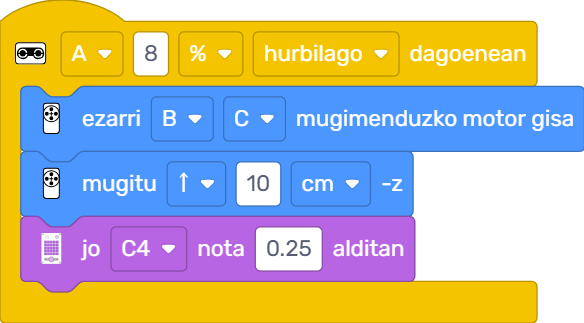 A 8 % hurbilago dagoenean
ezarri B C mugimenduzko motor gisa
mugitu ↑ 10 cm -z
jo C4 nota 0.25 alditan